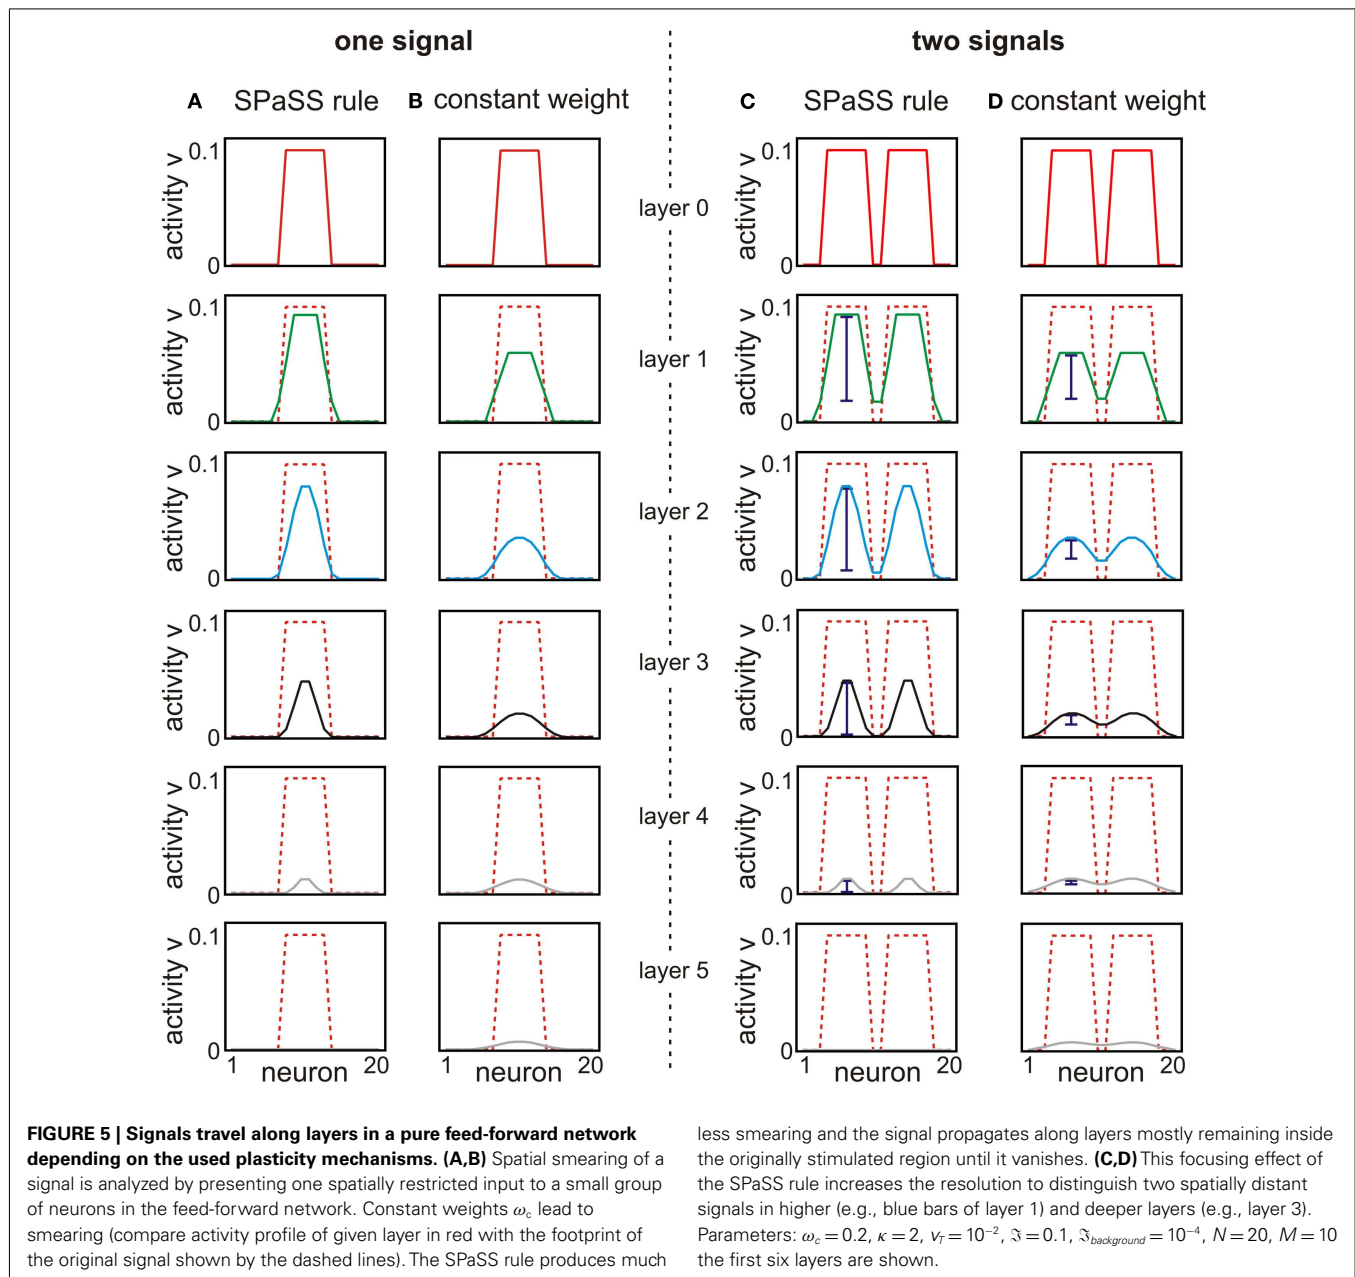 one signal
two signals
A SPaSS rule
B constant weight
C SPaSS rule
D constant weight
activity v
0.1
0
layer 0
0.1
0
activity v
activity v
0.1
0
layer 1
0.1
0
activity v
activity v
0.1
0
layer 2
0.1
0
activity v
activity v
0.1
0
layer 3
0.1
0
activity v
activity v
0.1
0
layer 4
0.1
0
activity v
activity v
0.1
0
layer 5
0.1
0
activity v
1 neuron 20
1 neuron 20
1 neuron 20
1 neuron 20
FIGURE 5 | Signals travel along layers in a pure feed-forward network
depending on the used plasticity mechanisms. (A,B) Spatial smearing of a
signal is analyzed by presenting one spatially restricted input to a small group
of neurons in the feed-forward network. Constant weights ωc lead to
smearing (compare activity profile of given layer in red with the footprint of
the original signal shown by the dashed lines). The SPaSS rule produces much
less smearing and the signal propagates along layers mostly remaining inside
the originally stimulated region until it vanishes. (C,D) This focusing effect of
the SPaSS rule increases the resolution to distinguish two spatially distant
signals in higher (e.g., blue bars of layer 1) and deeper layers (e.g., layer 3).
Parameters: ωc = 0.2, κ = 2, vT = 10⁻², ℑ = 0.1, ℑbackground = 10⁻⁴, N = 20, M = 10
the first six layers are shown.